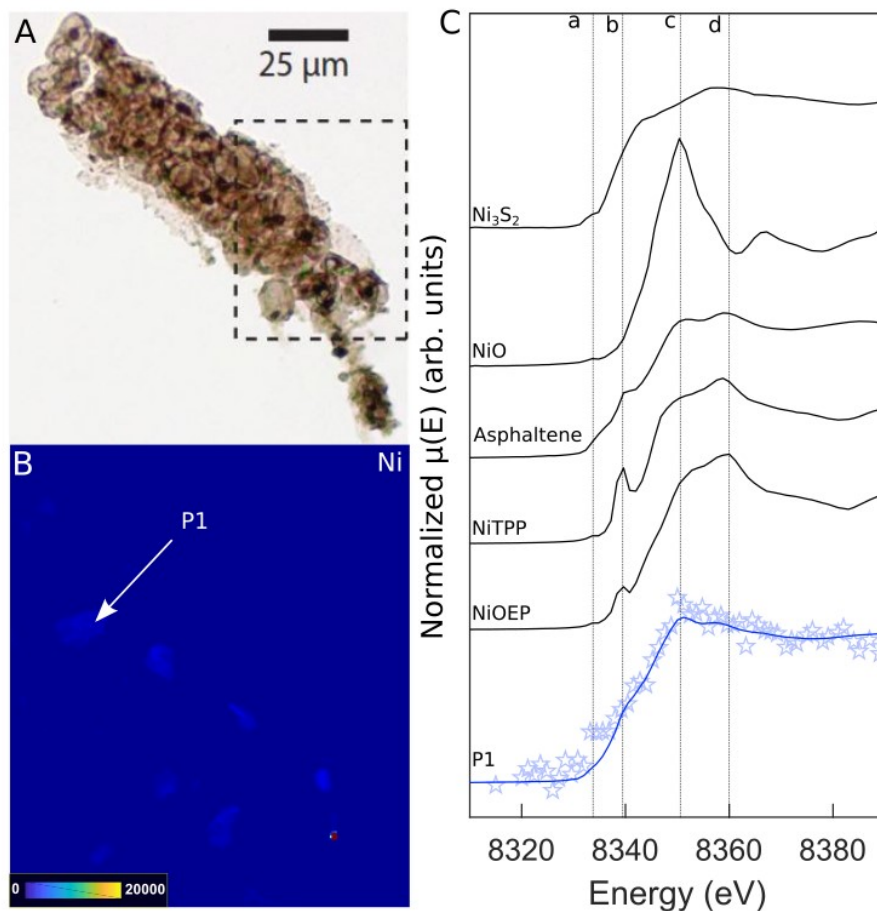 A
25 µm
B
Ni
P1
0
20000
C
a
b
c
d
Normalized µ(E) (arb. units)
Ni₃S₂
NiO
Asphaltene
NiTPP
NiOEP
P1
8320 8340 8360 8380
Energy (eV)